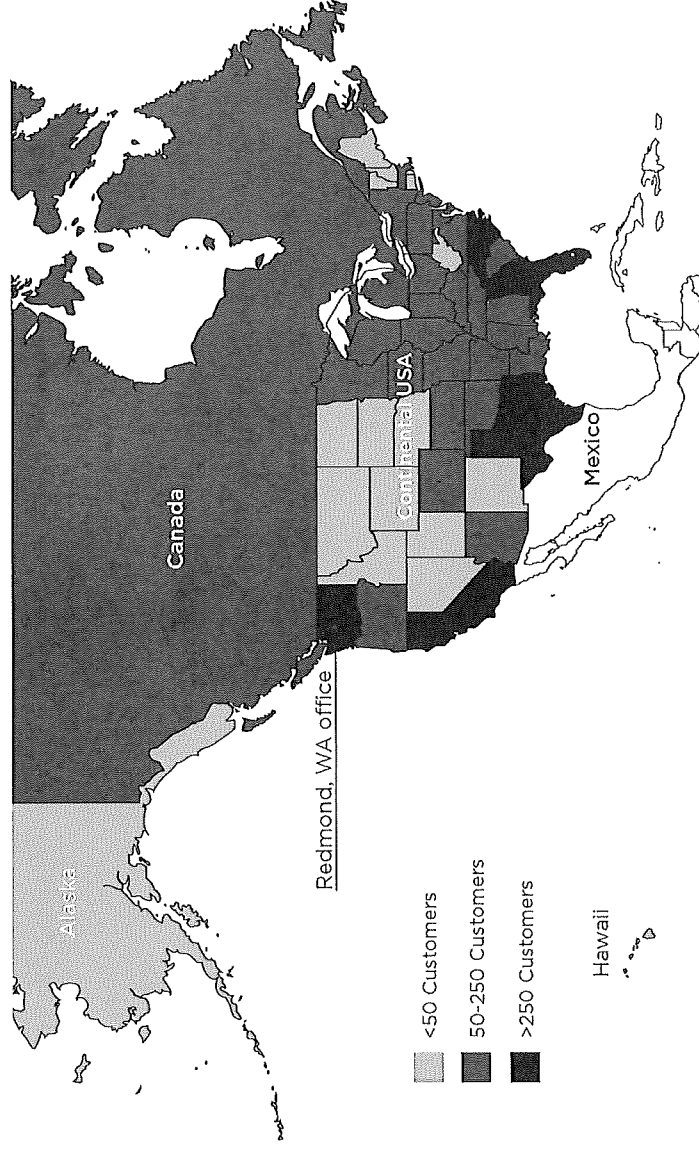 Alaska
Canada
Redmond, WA office
Continental USA
<50 Customers
50-250 Customers
>250 Customers
Mexico
Hawaii